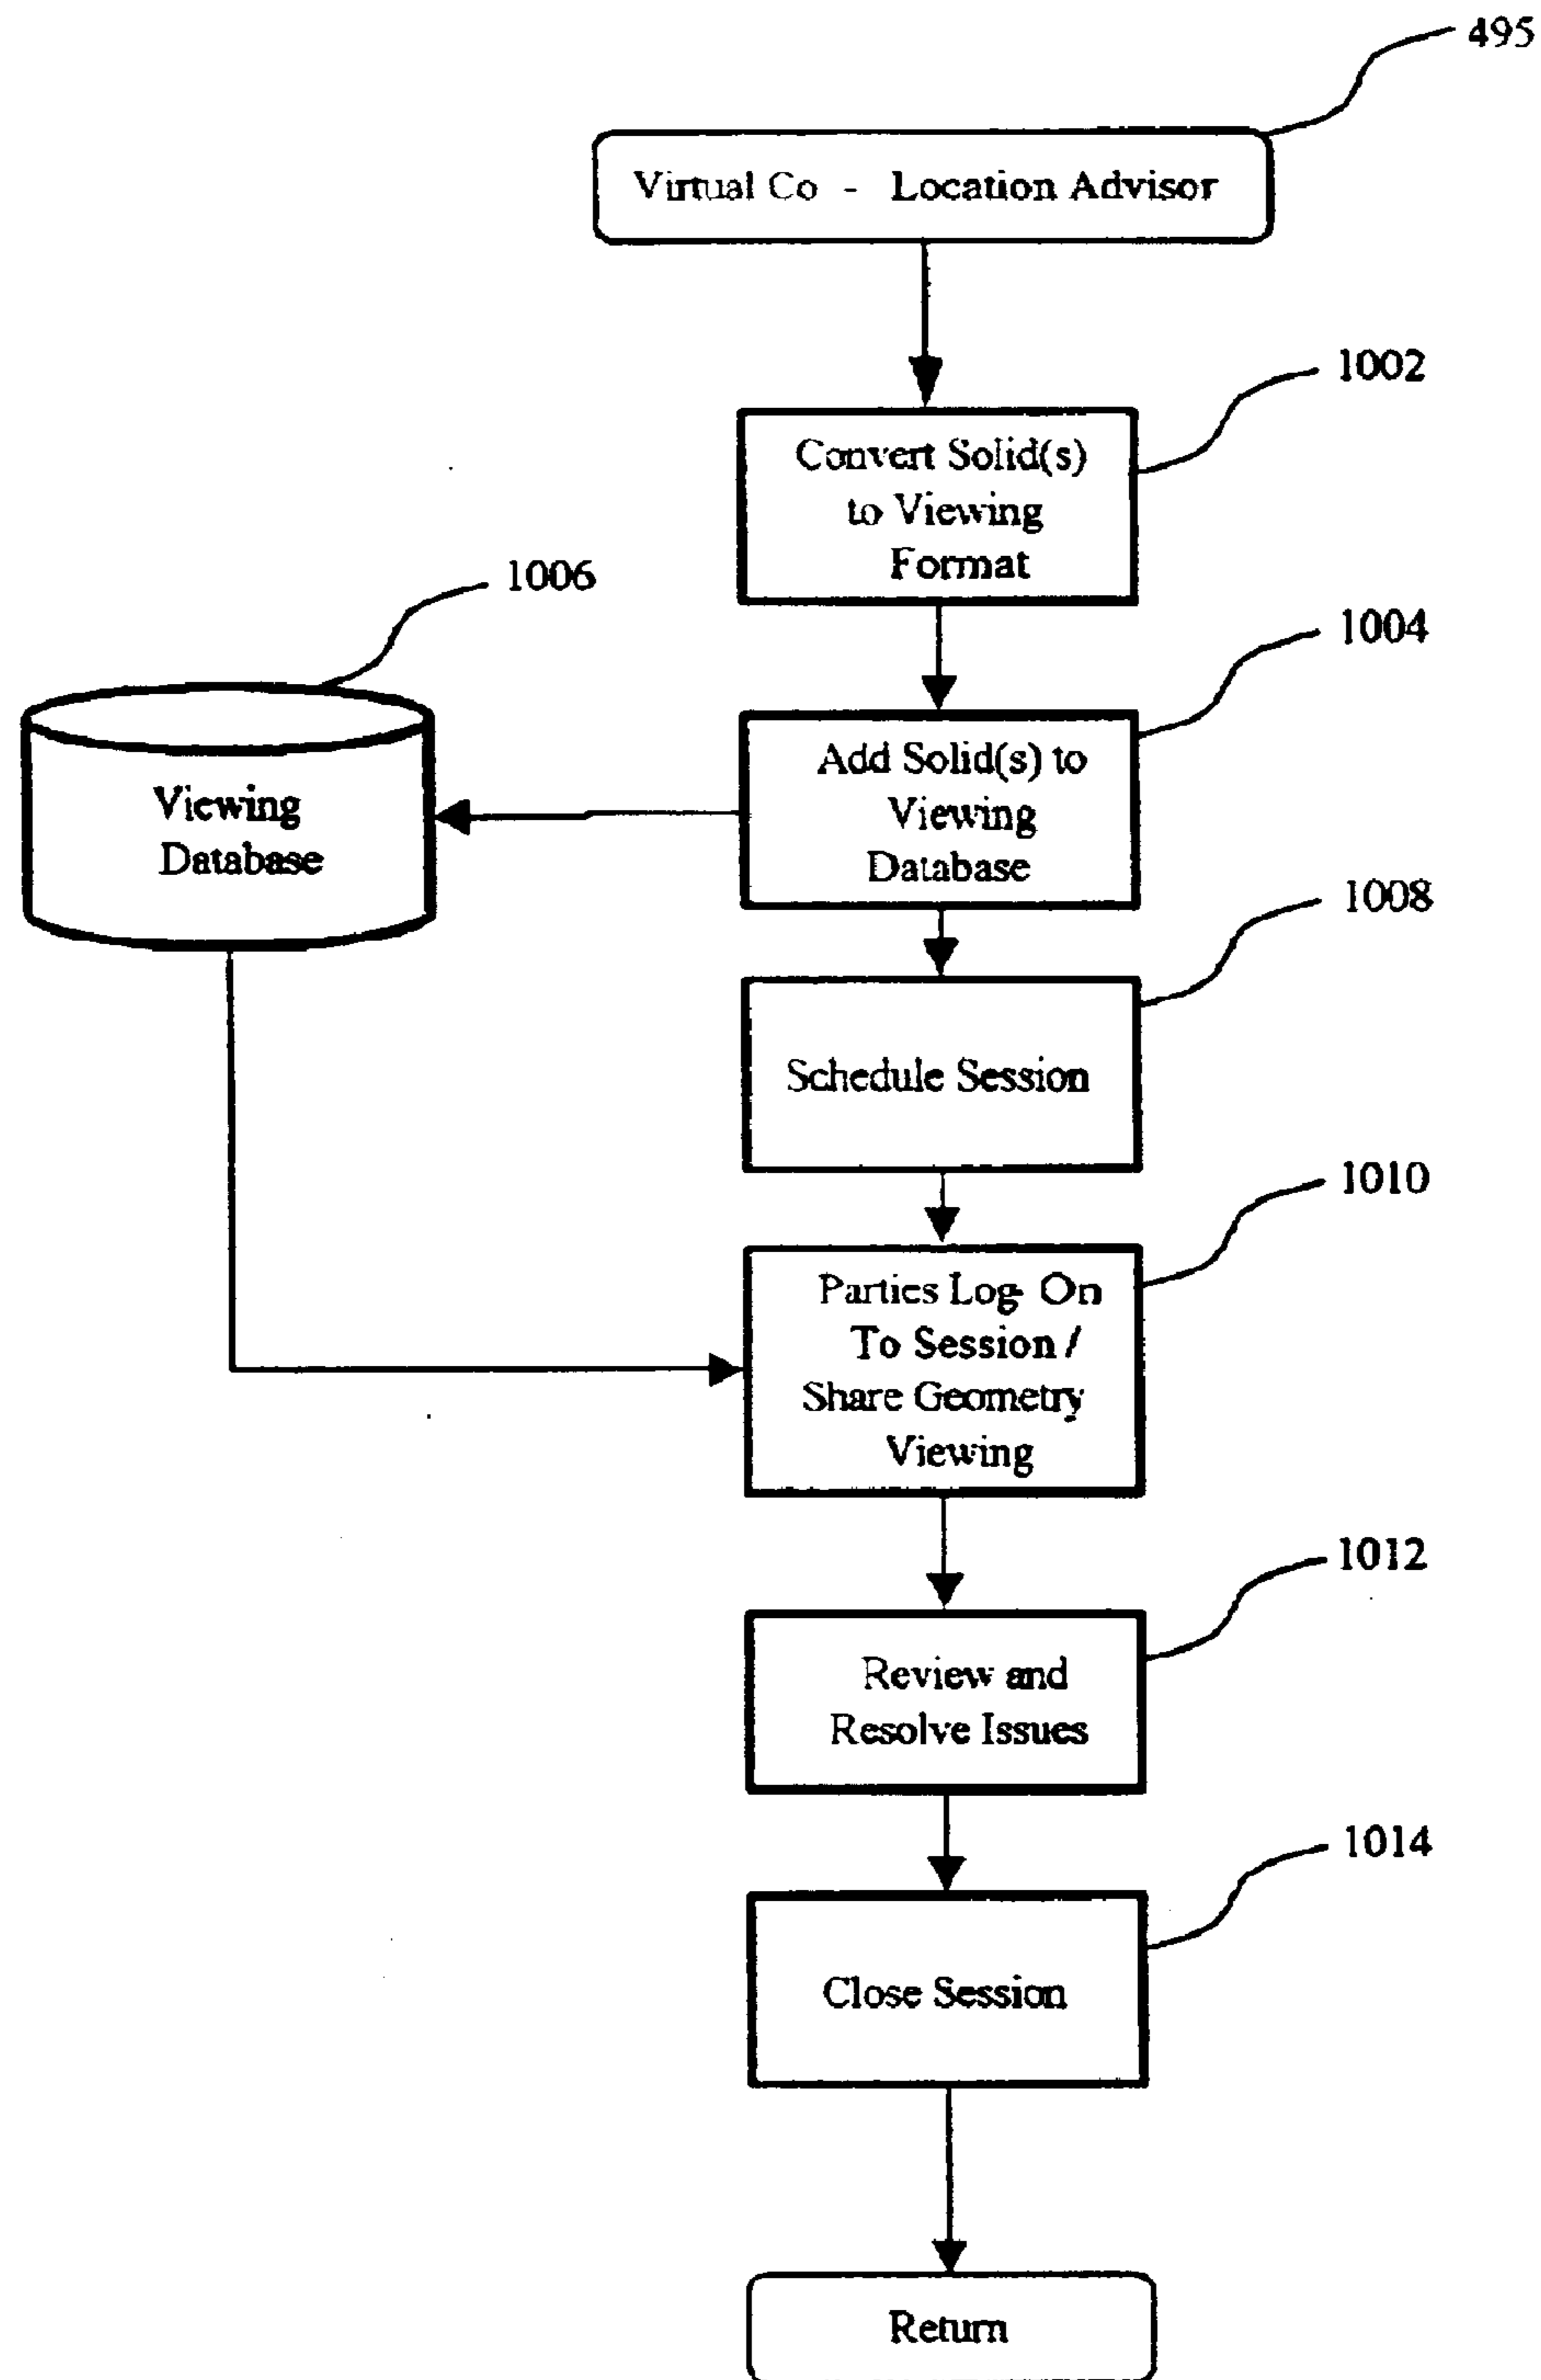 495
Virtual Co - Location Advisor
1002
Convert Solid(s)
to Viewing
Format
1006
1004
Viewing
Database
Add Solid(s) to
Viewing
Database
1008
Schedule Session
1010
Parties Log- On
To Session /
Share Geometry
Viewing
1012
Review and
Resolve Issues
1014
Close Session
Return